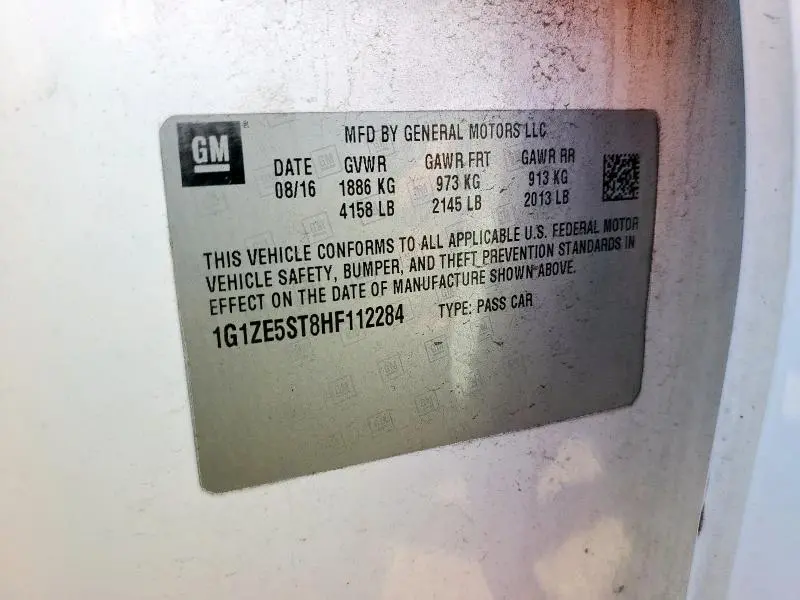 GM
MFD BY GENERAL MOTORS LLC
DATE GVWR GAWR FRT GAWR RR
08/16 1886 KG 973 KG 913 KG
4158 LB 2145 LB 2013 LB
THIS VEHICLE CONFORMS TO ALL APPLICABLE U.S. FEDERAL MOTOR
VEHICLE SAFETY, BUMPER, AND THEFT PREVENTION STANDARDS IN
EFFECT ON THE DATE OF MANUFACTURE SHOWN ABOVE.
1G1ZE5ST8HF112284 TYPE: PASS CAR